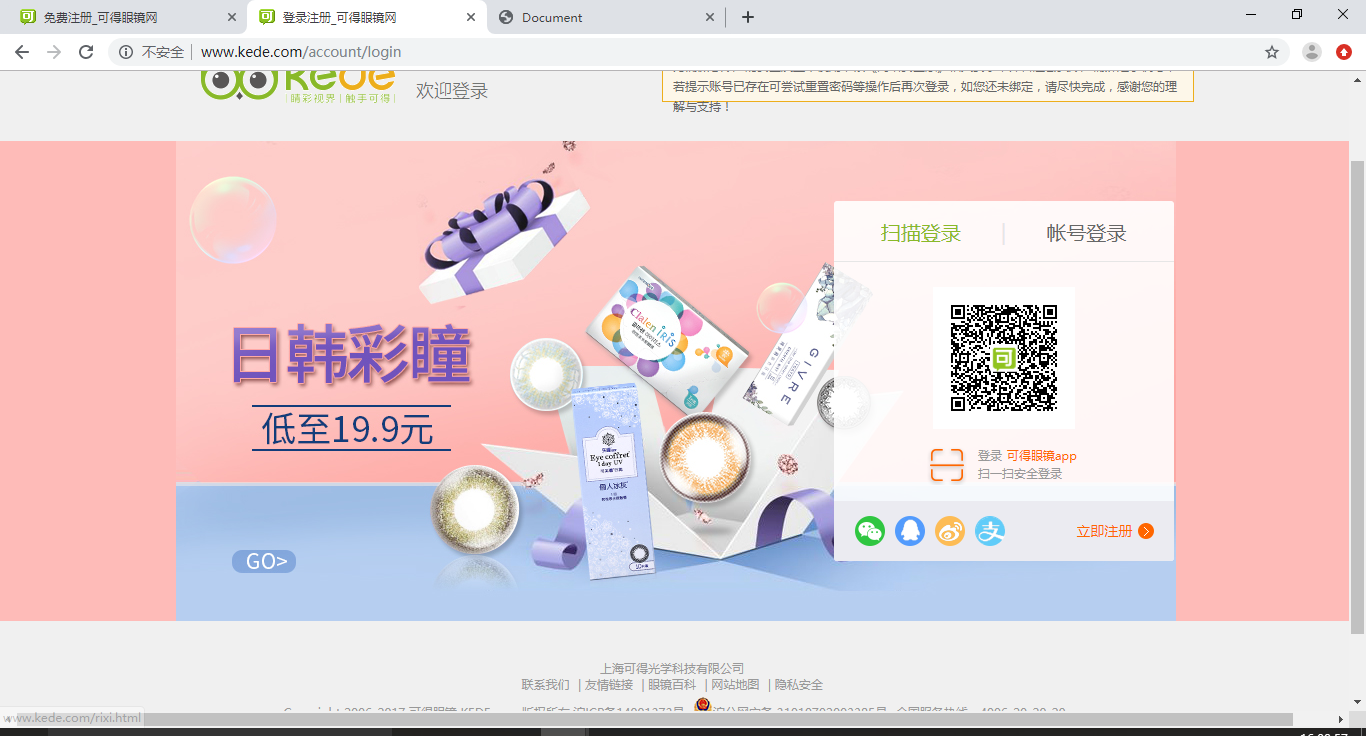 免费注册_可得眼镜网
登录注册_可得眼镜网
Document
不安全
www.kede.com/account/login
KeDe
睛彩视界 | 触手可得
欢迎登录
若提示账号已存在可尝试重置密码等操作后再次登录，如您还未绑定，请尽快完成，感谢您的理
解与支持！
扫描登录
帐号登录
日韩彩瞳
低至19.9元
GO>
Clalen IRIS
GIVRE
Eye coffret
1day UV
可
登录 可得眼镜app
扫一扫安全登录
立即注册
上海可得光学科技有限公司
联系我们 | 友情链接 | 眼镜百科 | 网站地图 | 隐私安全
www.kede.com/rixi.html